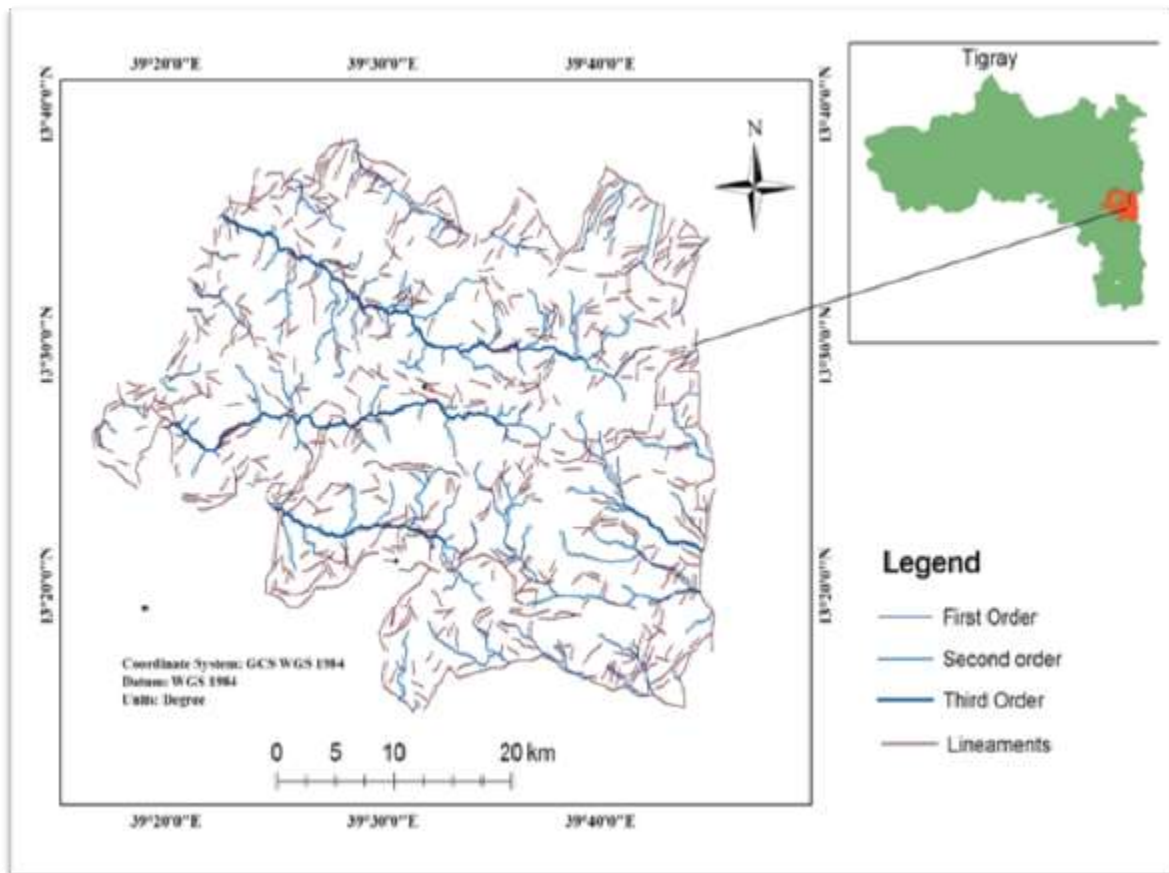 39°20'0"E 39°30'0"E 39°40'0"E
Tigray
13°40'0"N
13°40'0"N
N
13°30'0"N
13°30'0"N
13°20'0"N
13°20'0"N
Legend
First Order
Second order
Third Order
Lineaments
Coordinate System: GCS WGS 1984
Datum: WGS 1984
Units: Degree
0 5 10 20 km
39°20'0"E 39°30'0"E 39°40'0"E